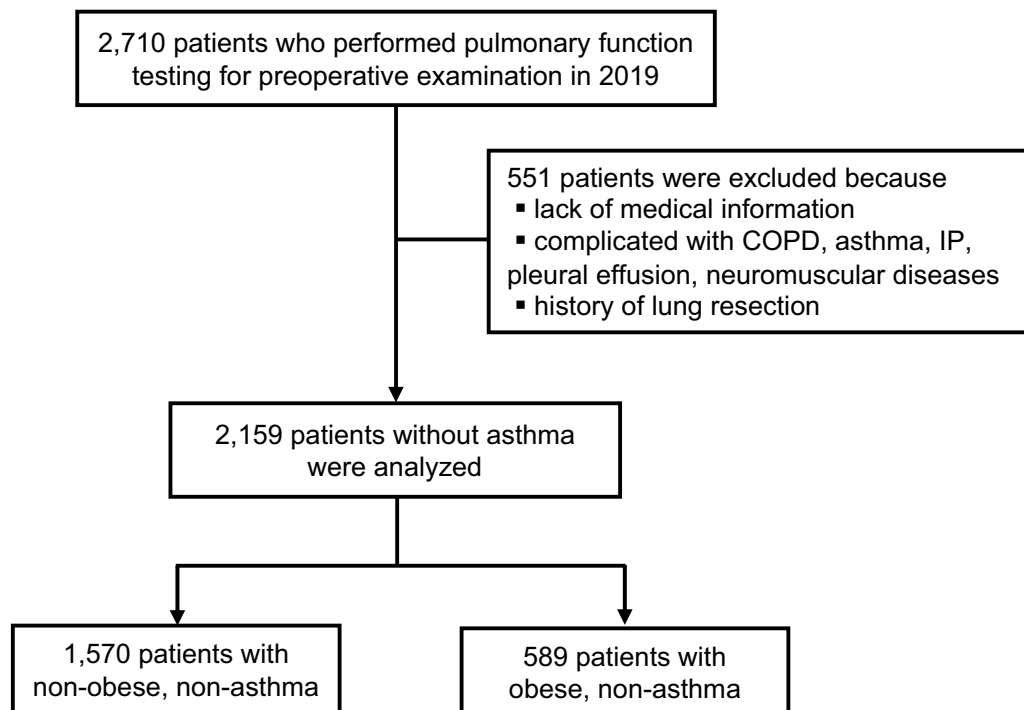 2,710 patients who performed pulmonary function
testing for preoperative examination in 2019
551 patients were excluded because
▪ lack of medical information
▪ complicated with COPD, asthma, IP,
pleural effusion, neuromuscular diseases
▪ history of lung resection
2,159 patients without asthma
were analyzed
1,570 patients with
non-obese, non-asthma
589 patients with
obese, non-asthma